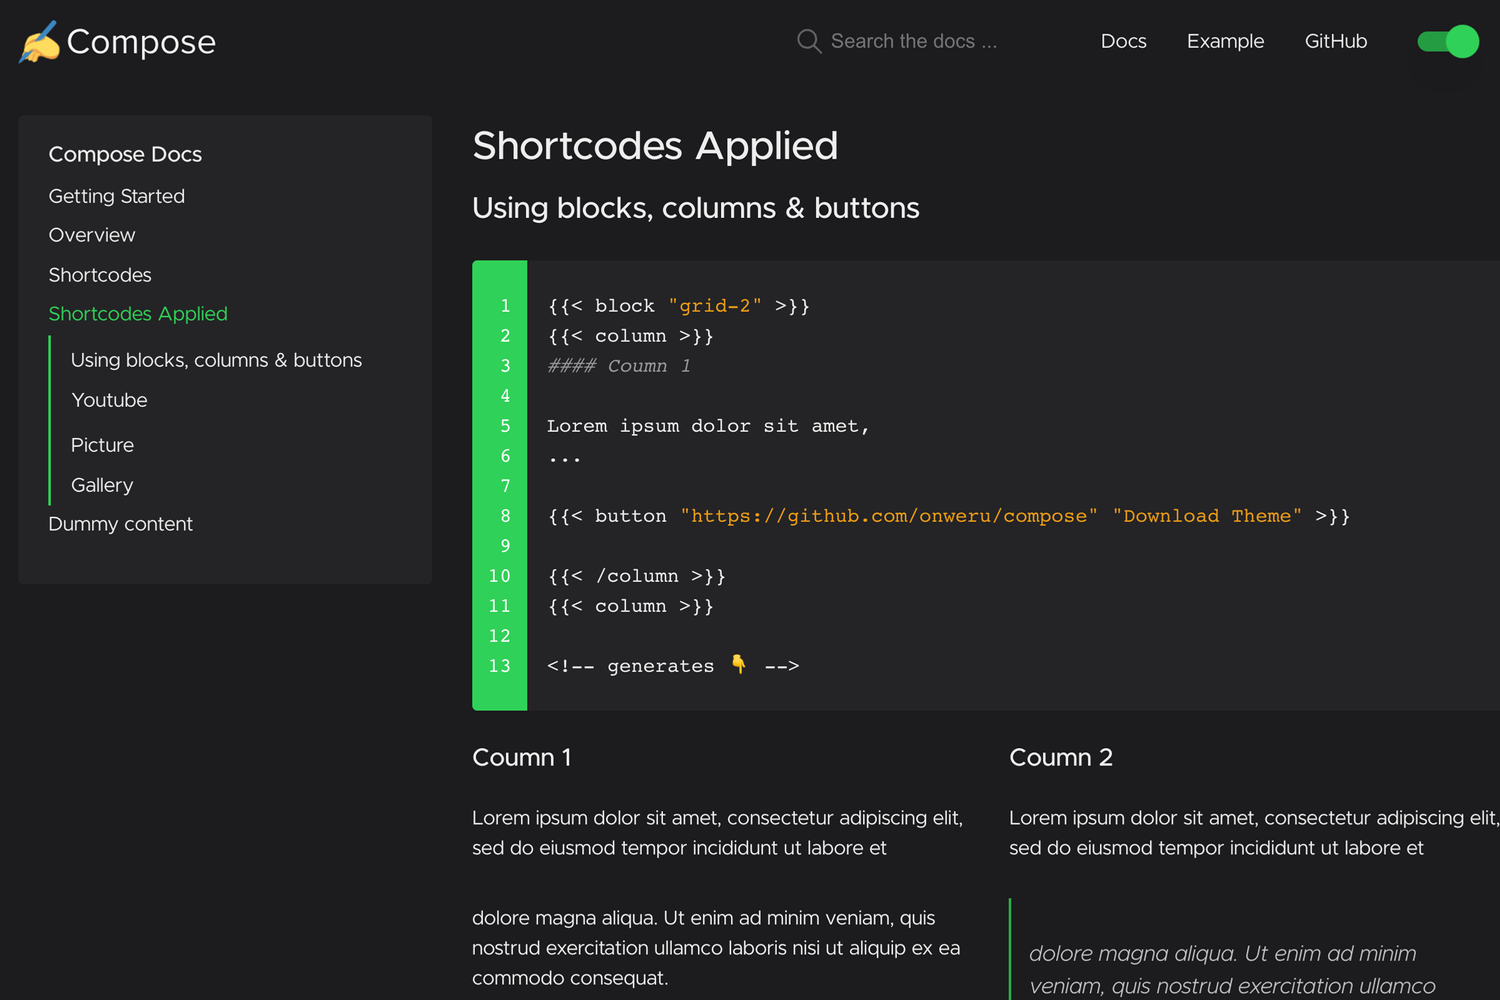 ✍️Compose
Search the docs ...
Docs
Example
GitHub
Compose Docs
Getting Started
Overview
Shortcodes
Shortcodes Applied
Using blocks, columns & buttons
Youtube
Picture
Gallery
Dummy content
Shortcodes Applied
Using blocks, columns & buttons
1 {{< block "grid-2" >}}
2 {{< column >}}
3 #### Coumn 1
4
5 Lorem ipsum dolor sit amet,
6 ...
7
8 {{< button "https://github.com/onweru/compose" "Download Theme" >}}
9
10 {{< /column >}}
11 {{< column >}}
12
13 <!-- generates 👇 -->
Coumn 1
Lorem ipsum dolor sit amet, consectetur adipiscing elit,
sed do eiusmod tempor incididunt ut labore et
dolore magna aliqua. Ut enim ad minim veniam, quis
nostrud exercitation ullamco laboris nisi ut aliquip ex ea
commodo consequat.
Coumn 2
Lorem ipsum dolor sit amet, consectetur adipiscing elit,
sed do eiusmod tempor incididunt ut labore et
dolore magna aliqua. Ut enim ad minim
veniam, quis nostrud exercitation ullamco